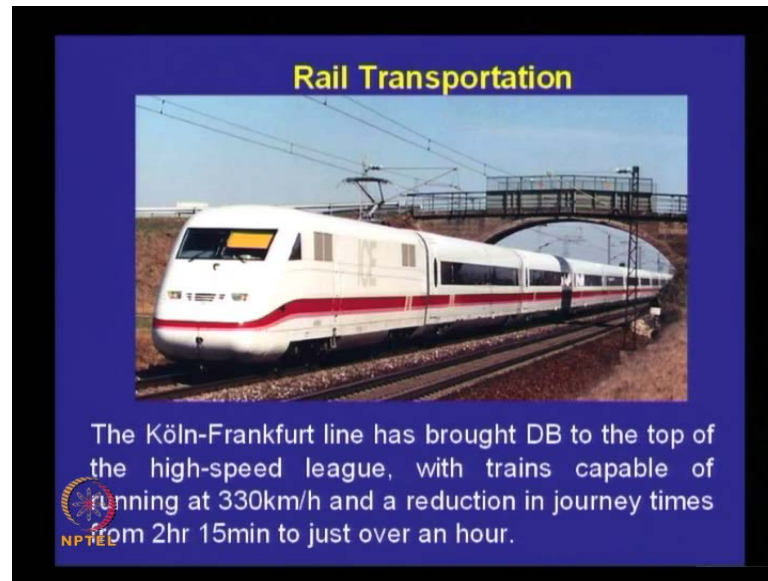 Rail Transportation
ICE
The Köln-Frankfurt line has brought DB to the top of
the high-speed league, with trains capable of
running at 330km/h and a reduction in journey times
from 2hr 15min to just over an hour.
NPTEL